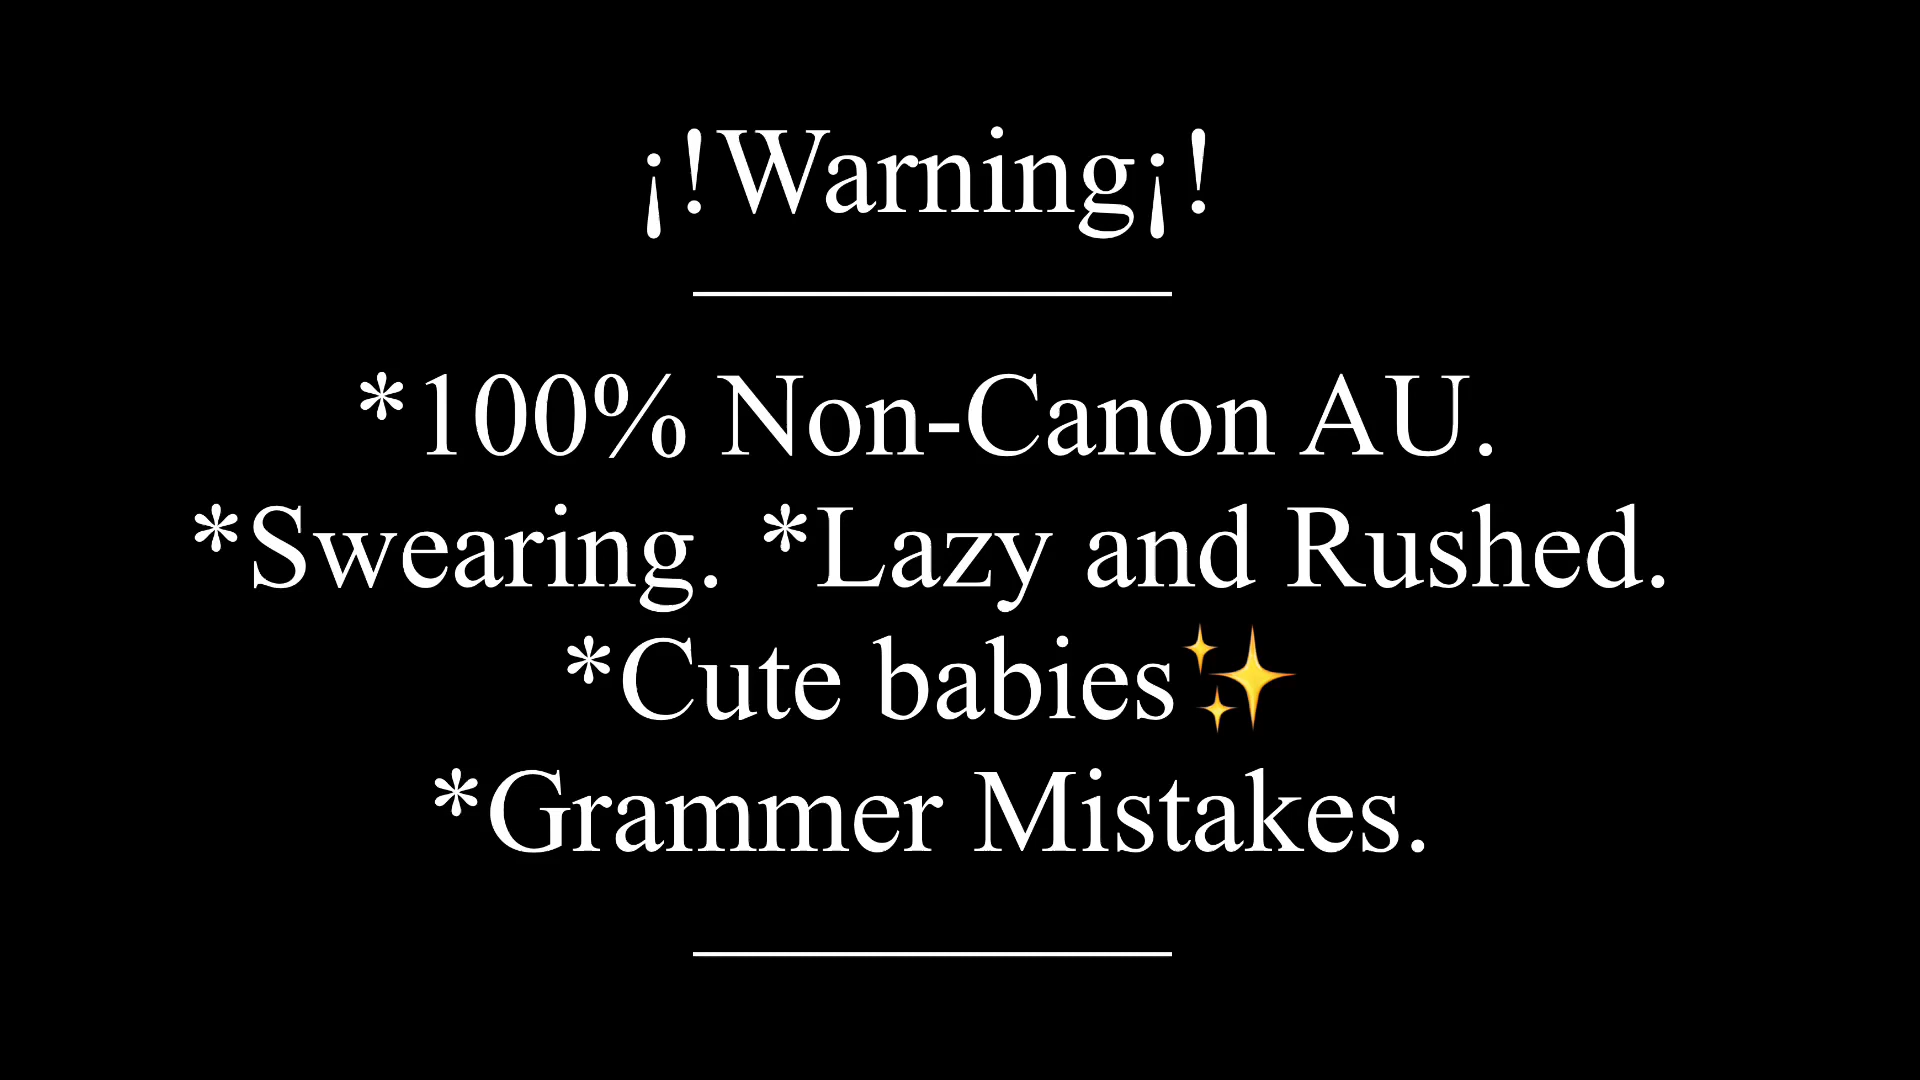 ¡!Warning¡!
*100% Non-Canon AU.
*Swearing. *Lazy and Rushed.
*Cute babies✨
*Grammer Mistakes.